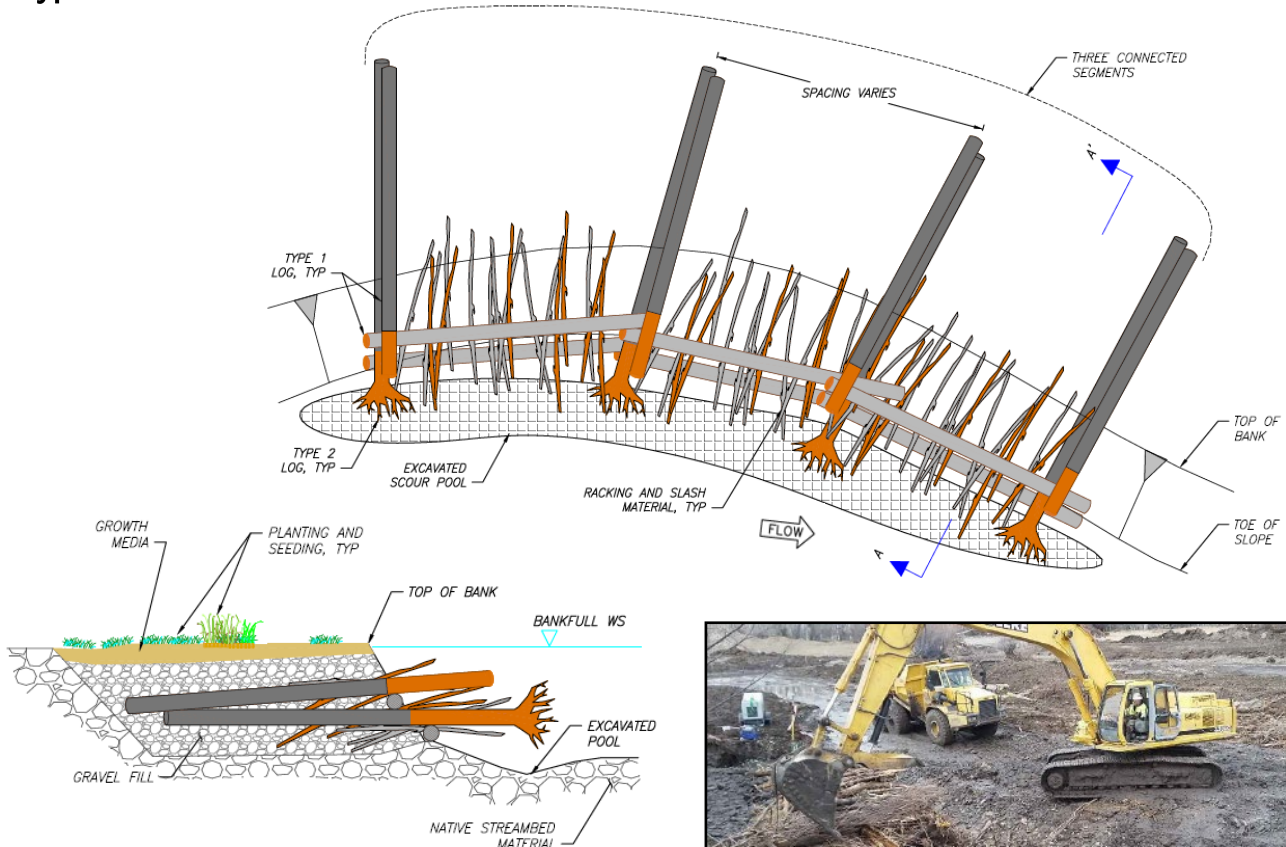 THREE CONNECTED
SEGMENTS
SPACING VARIES
A'
TYPE 1
LOG, TYP
TYPE 2
LOG, TYP
EXCAVATED
SCOUR POOL
RACKING AND SLASH
MATERIAL, TYP
FLOW
A
TOP OF
BANK
TOE OF
SLOPE
GROWTH
MEDIA
PLANTING AND
SEEDING, TYP
TOP OF BANK
BANKFULL WS
EXCAVATED
POOL
GRAVEL FILL
NATIVE STREAMBED
MATERIAL